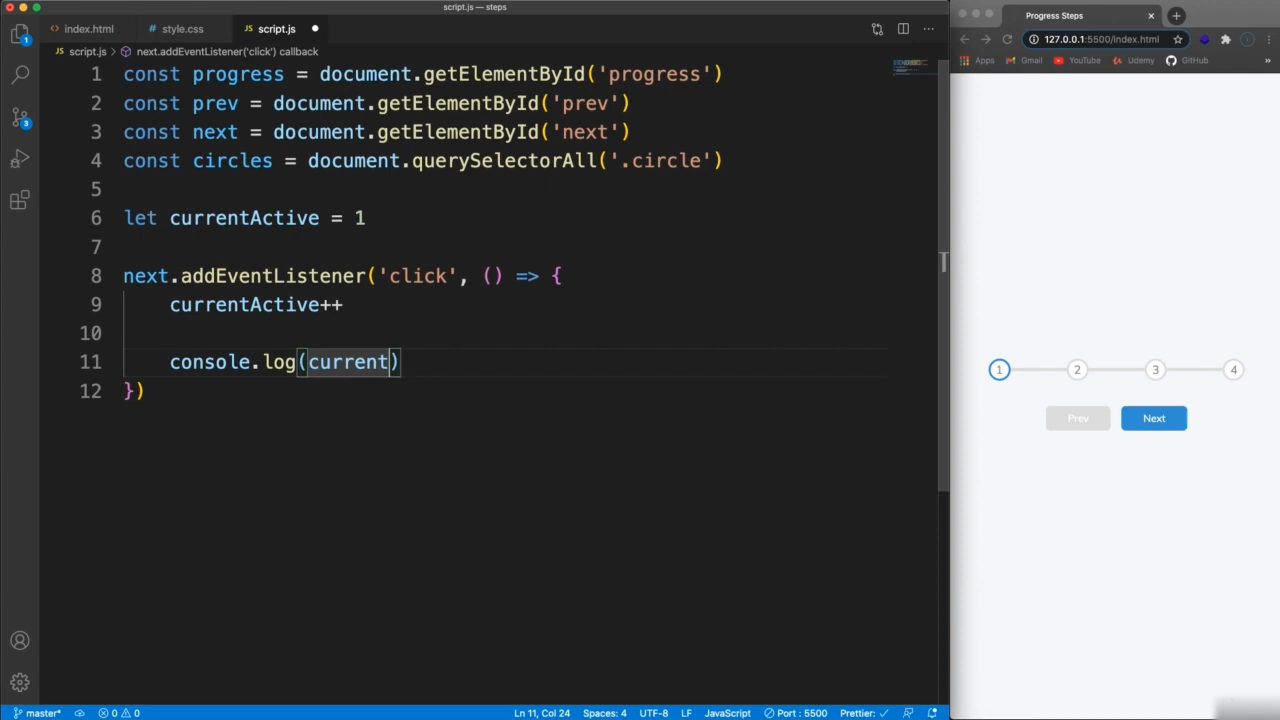 script.js — steps
index.html
style.css
JS script.js
JS script.js > next.addEventListener('click') callback
1 const progress = document.getElementById('progress')
2 const prev = document.getElementById('prev')
3 const next = document.getElementById('next')
4 const circles = document.querySelectorAll('.circle')
5
6 let currentActive = 1
7
8 next.addEventListener('click', () => {
9 currentActive++
10
11 console.log(current)
12 })
1
3
master*
0 0
Ln 11, Col 24
Spaces: 4
UTF-8
LF
JavaScript
Port : 5500
Prettier: ✓
Progress Steps
127.0.0.1:5500/index.html
Apps
Gmail
YouTube
Udemy
GitHub
»
1 2 3 4
Prev Next